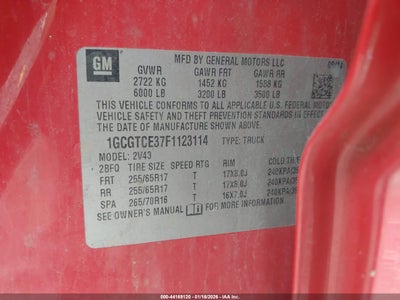 GM
MFD BY GENERAL MOTORS LLC
GVWR GAWR FRT GAWR RR
2722 KG 1452 KG 1588 KG
6000 LB 3200 LB 3500 LB
THIS VEHICLE CONFORMS TO ALL APPLICABLE U.S. FEDERAL MOTOR
VEHICLE SAFETY, BUMPER, AND THEFT PREVENTION STANDARDS IN
EFFECT ON THE DATE OF MANUFACTURE SHOWN ABOVE.
1GCGTCE37F1123114 TYPE: TRUCK
MODEL: 2V43
2BFQ TIRE SIZE SPEED RTG RIM COLD
FRT 255/65R17 T 17X8.0J
RR 255/65R17 T 17X8.0J
SPA 265/70R16 T 16X7.0J
SEE OWNER'S MANUAL FOR MORE INFORMATION.
000-44169120 - 01/16/2026 - IAA, INC.